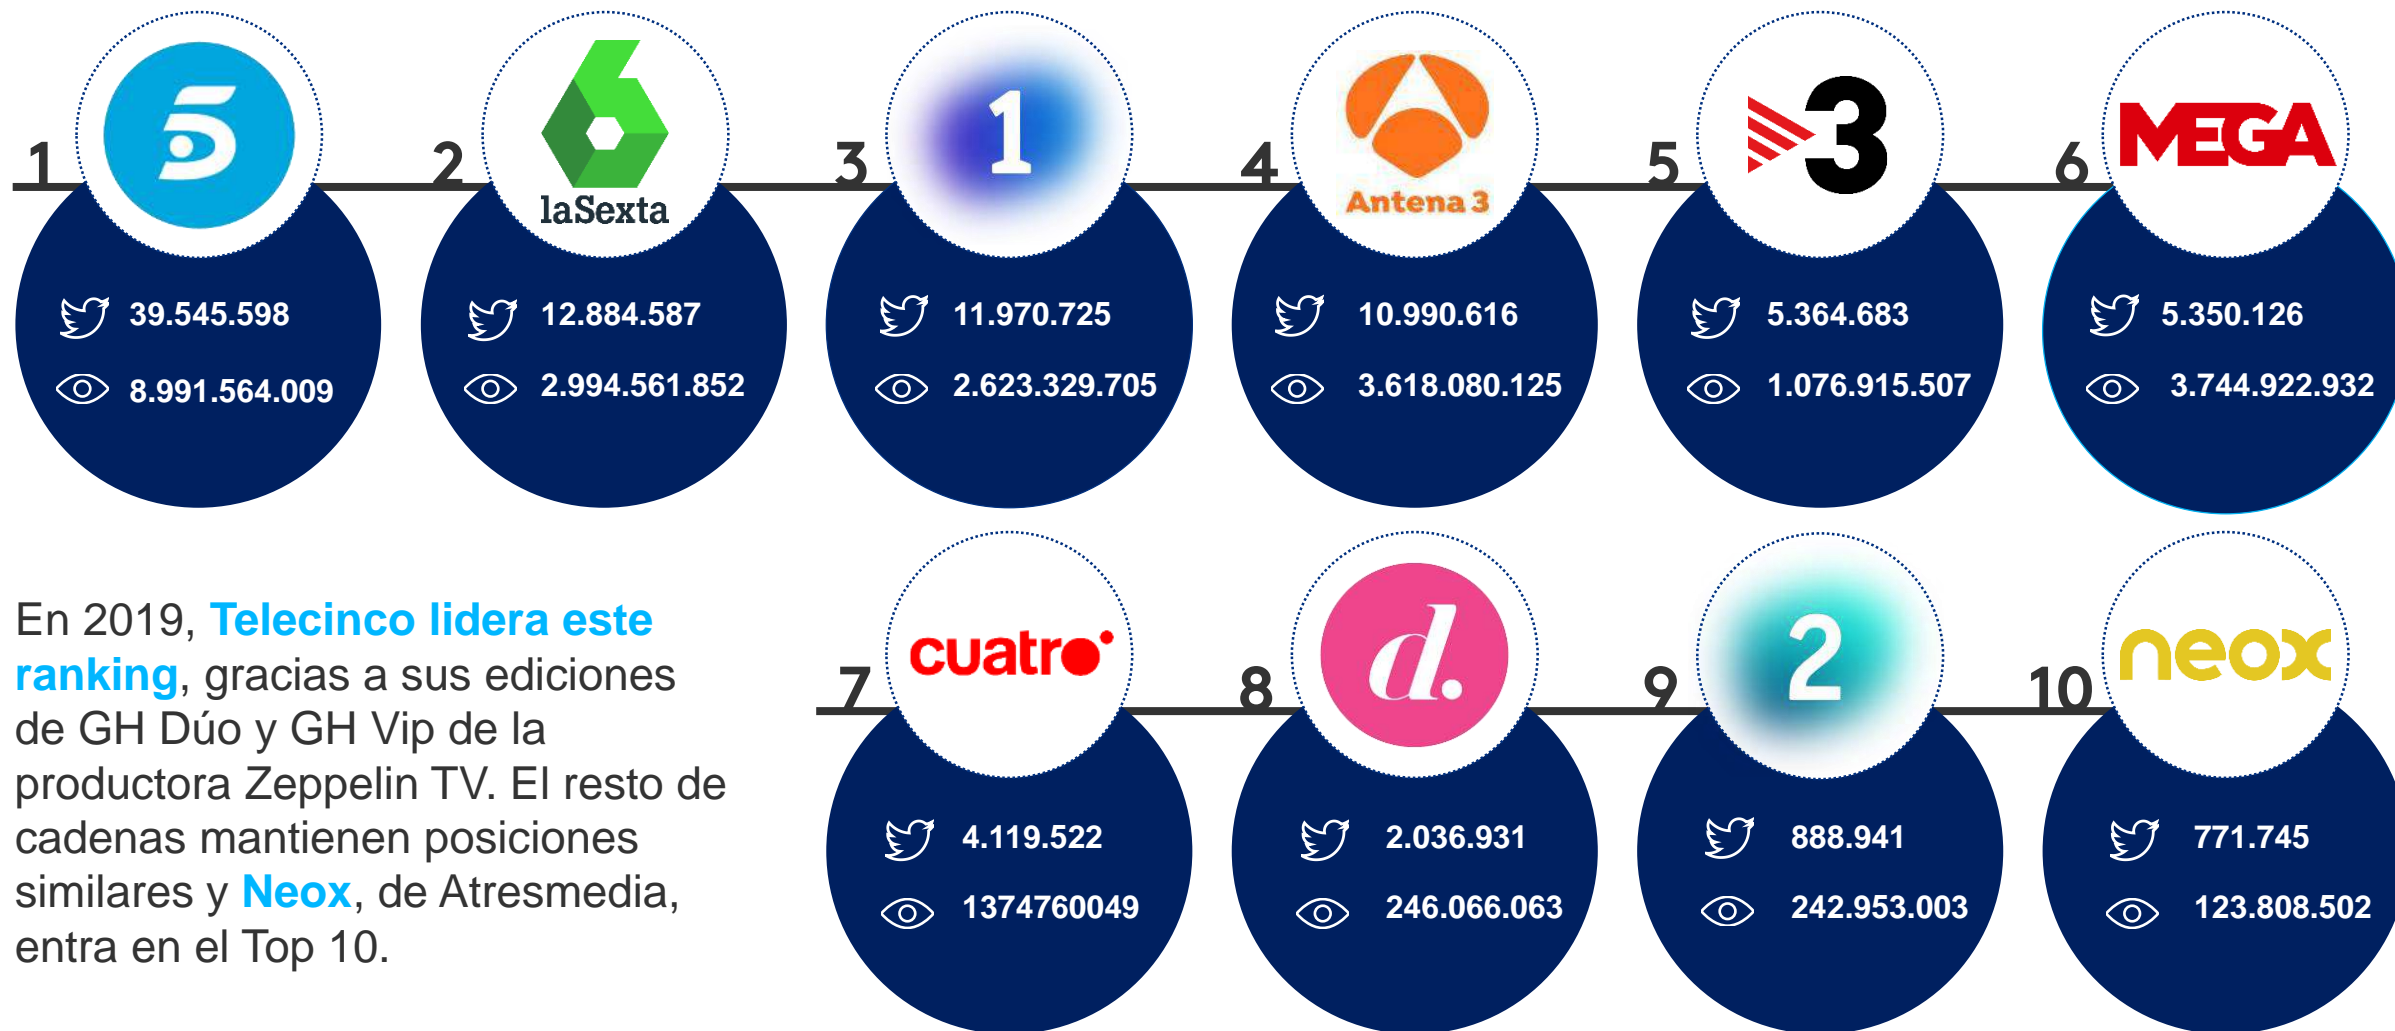 1
5
2
6
laSexta
3
1
4
Antena 3
5
3
6
MEGA
39.545.598
8.991.564.009
12.884.587
2.994.561.852
11.970.725
2.623.329.705
10.990.616
3.618.080.125
5.364.683
1.076.915.507
5.350.126
3.744.922.932
En 2019, Telecinco lidera este
ranking, gracias a sus ediciones
de GH Dúo y GH Vip de la
productora Zeppelin TV. El resto de
cadenas mantienen posiciones
similares y Neox, de Atresmedia,
entra en el Top 10.
7
cuatro
8
d.
9
2
10
neox
4.119.522
1374760049
2.036.931
246.066.063
888.941
242.953.003
771.745
123.808.502